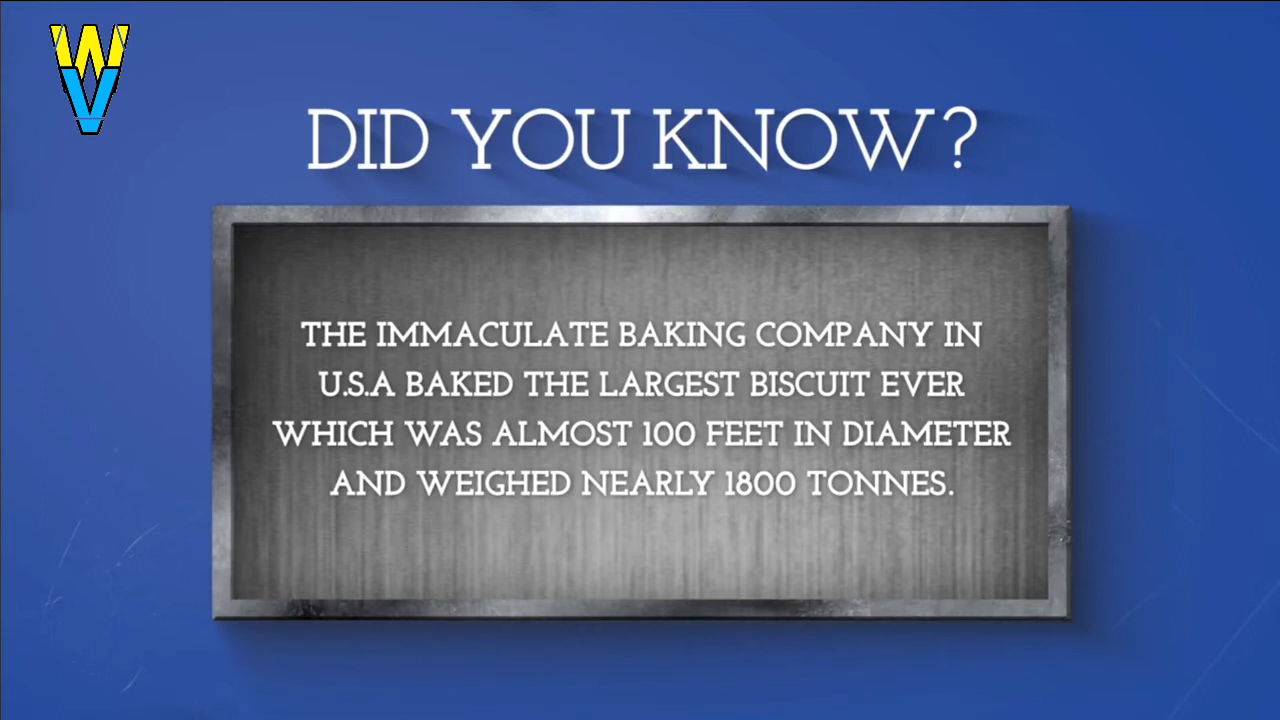 W
V
DID YOU KNOW?
THE IMMACULATE BAKING COMPANY IN
U.S.A BAKED THE LARGEST BISCUIT EVER
WHICH WAS ALMOST 100 FEET IN DIAMETER
AND WEIGHED NEARLY 1800 TONNES.